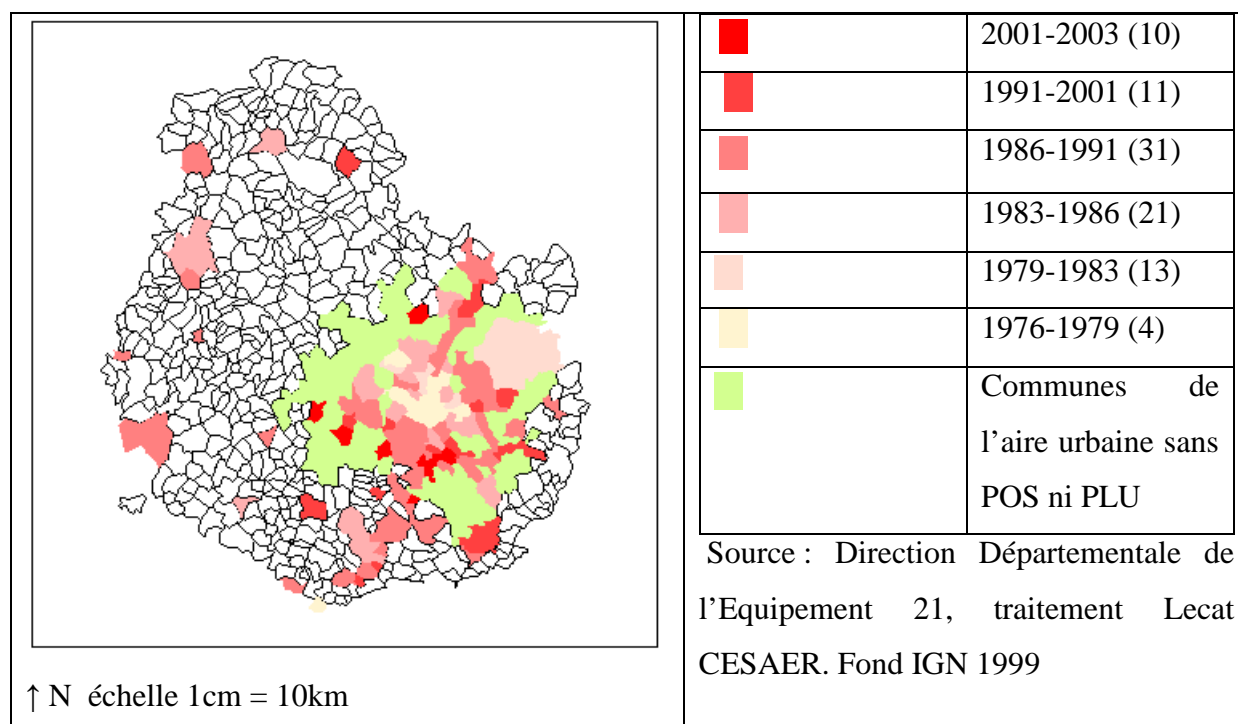 2001-2003 (10)
1991-2001 (11)
1986-1991 (31)
1983-1986 (21)
1979-1983 (13)
1976-1979 (4)
Communes de
l’aire urbaine sans
POS ni PLU
Source : Direction Départementale de
l’Equipement 21, traitement Lecat
CESAER. Fond IGN 1999
↑ N échelle 1cm = 10km